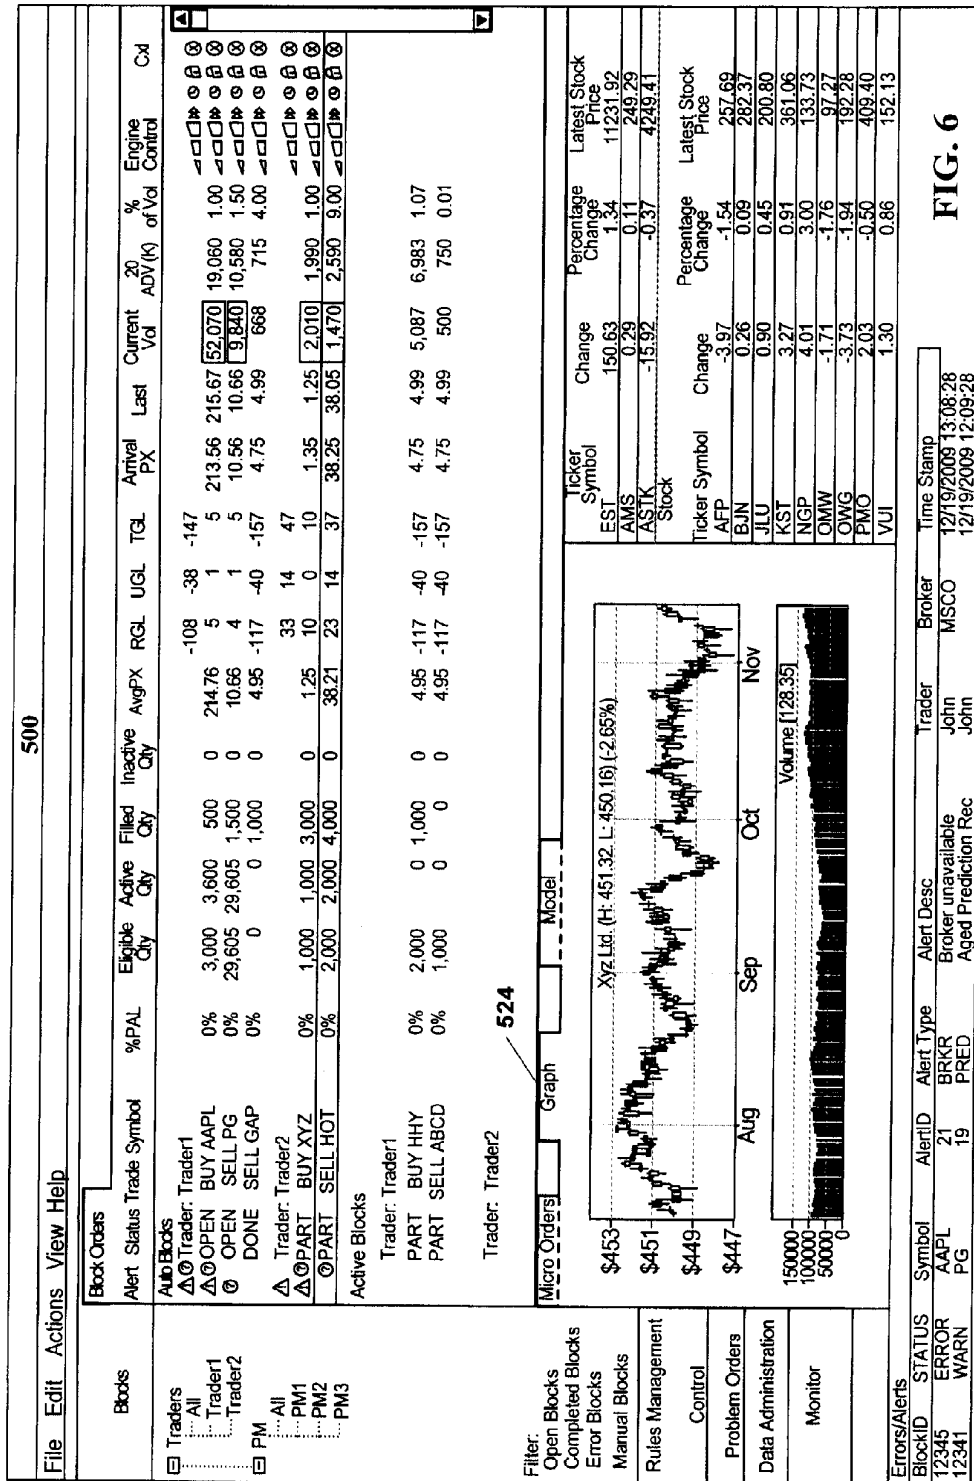 500
File Edit Actions View Help
Blocks
Traders
All
Trader1
Trader2
PM
All
PM1
PM2
PM3
Filter:
Open Blocks
Completed Blocks
Error Blocks
Manual Blocks
Rules Management
Control
Problem Orders
Data Administration
Monitor
Block Orders
Alert Status Trade Symbol %PAL Eligible Qty Active Qty Filled Qty Inactive Qty AvgPX RGL UGL TGL Arrival PX Last Current Vol 20 ADV (K) % of Vol Engine Control Cxl
Auto Blocks
Trader: Trader1 -108 -38 -147
OPEN BUY AAPL 0% 3,000 3,600 500 0 214.76 5 1 5 213.56 215.67 52,070 19,060 1.00
OPEN SELL PG 0% 29,605 29,605 1,500 0 10.66 4 1 5 10.56 10.66 9,840 10,580 1.50
DONE SELL GAP 0% 0 0 1,000 0 4.95 -117 -40 -157 4.75 4.99 668 715 4.00
Trader: Trader2 33 14 47
PART BUY XYZ 0% 1,000 1,000 3,000 0 1.25 10 0 10 1.35 1.25 2,010 1,990 1.00
PART SELL HOT 0% 2,000 2,000 4,000 0 38.21 23 14 37 38.25 38.05 1,470 2,590 9.00
Active Blocks
Trader: Trader1
PART BUY HHY 0% 2,000 0 1,000 0 4.95 -117 -40 -157 4.75 4.99 5,087 6,983 1.07
PART SELL ABCD 0% 1,000 0 0 0 4.95 -117 -40 -157 4.75 4.99 500 750 0.01
Trader: Trader2
524
Micro Orders Graph Model
Xyz Ltd. (H: 451.32, L: 450.16) (-2.65%)
$453
$451
$449
$447
Aug Sep Oct Nov
Volume [128.35]
150000
100000
50000
0
Ticker Symbol Change Percentage Change Latest Stock Price
EST 150.63 1.34 11231.92
AMS 0.29 0.11 249.29
ASTK -15.92 -0.37 4249.41
Stock
Ticker Symbol Change Percentage Change Latest Stock Price
AFP -3.97 -1.54 257.69
BJN 0.26 0.09 282.37
JLU 0.90 0.45 200.80
KST 3.27 0.91 361.06
NGP 4.01 3.00 133.73
OMW -1.71 -1.76 97.27
OWG -3.73 -1.94 192.28
PMO 2.03 -0.50 409.40
VUI 1.30 0.86 152.13
Errors/Alerts
BlockID STATUS Symbol AlertID Alert Type Alert Desc Trader Broker Time Stamp
12345 ERROR AAPL 21 BRKR Broker unavailable John MSCO 12/19/2009 13:08:28
12341 WARN PG 19 PRED Aged Prediction Rec John 12/19/2009 12:09:28
FIG. 6